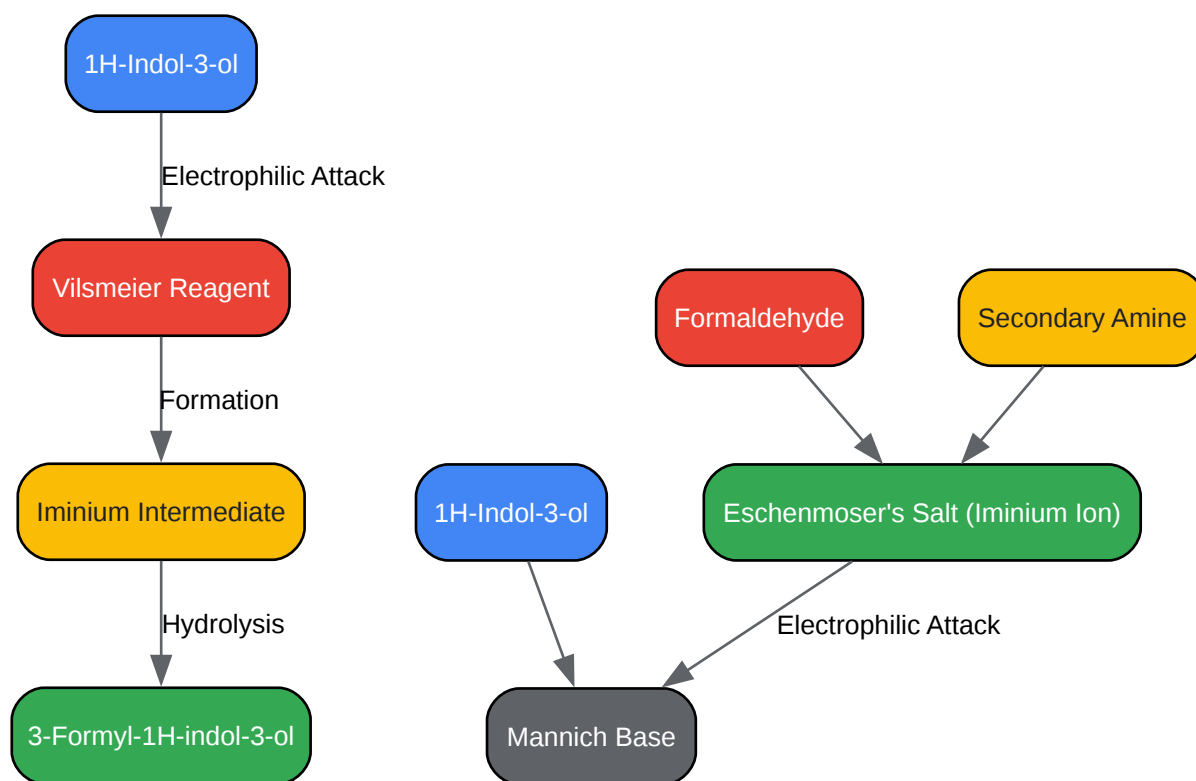 1H-Indol-3-ol
Electrophilic Attack
Vilsmeier Reagent
Formation
Iminium Intermediate
Hydrolysis
3-Formyl-1H-indol-3-ol
Formaldehyde
Secondary Amine
1H-Indol-3-ol
Eschenmoser's Salt (Iminium Ion)
Electrophilic Attack
Mannich Base